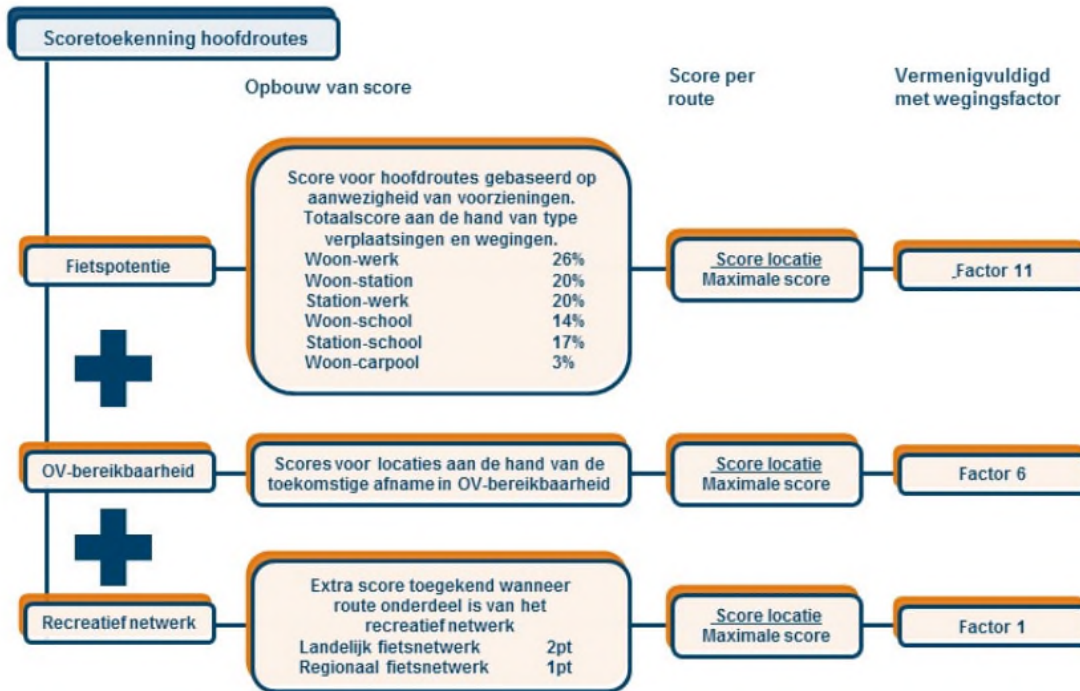 Scoretoekenning hoofdroutes
Opbouw van score
Score per
route
Vermenigvuldigd
met wegingsfactor
Fietspotentie
Score voor hoofdroutes gebaseerd op
aanwezigheid van voorzieningen.
Totaalscore aan de hand van type
verplaatsingen en wegingen.
Woon-werk 26%
Woon-station 20%
Station-werk 20%
Woon-school 14%
Station-school 17%
Woon-carpool 3%
Score locatie
Maximale score
Factor 11
OV-bereikbaarheid
Scores voor locaties aan de hand van de
toekomstige afname in OV-bereikbaarheid
Score locatie
Maximale score
Factor 6
Recreatief netwerk
Extra score toegekend wanneer
route onderdeel is van het
recreatief netwerk
Landelijk fietsnetwerk 2pt
Regionaal fietsnetwerk 1pt
Score locatie
Maximale score
Factor 1